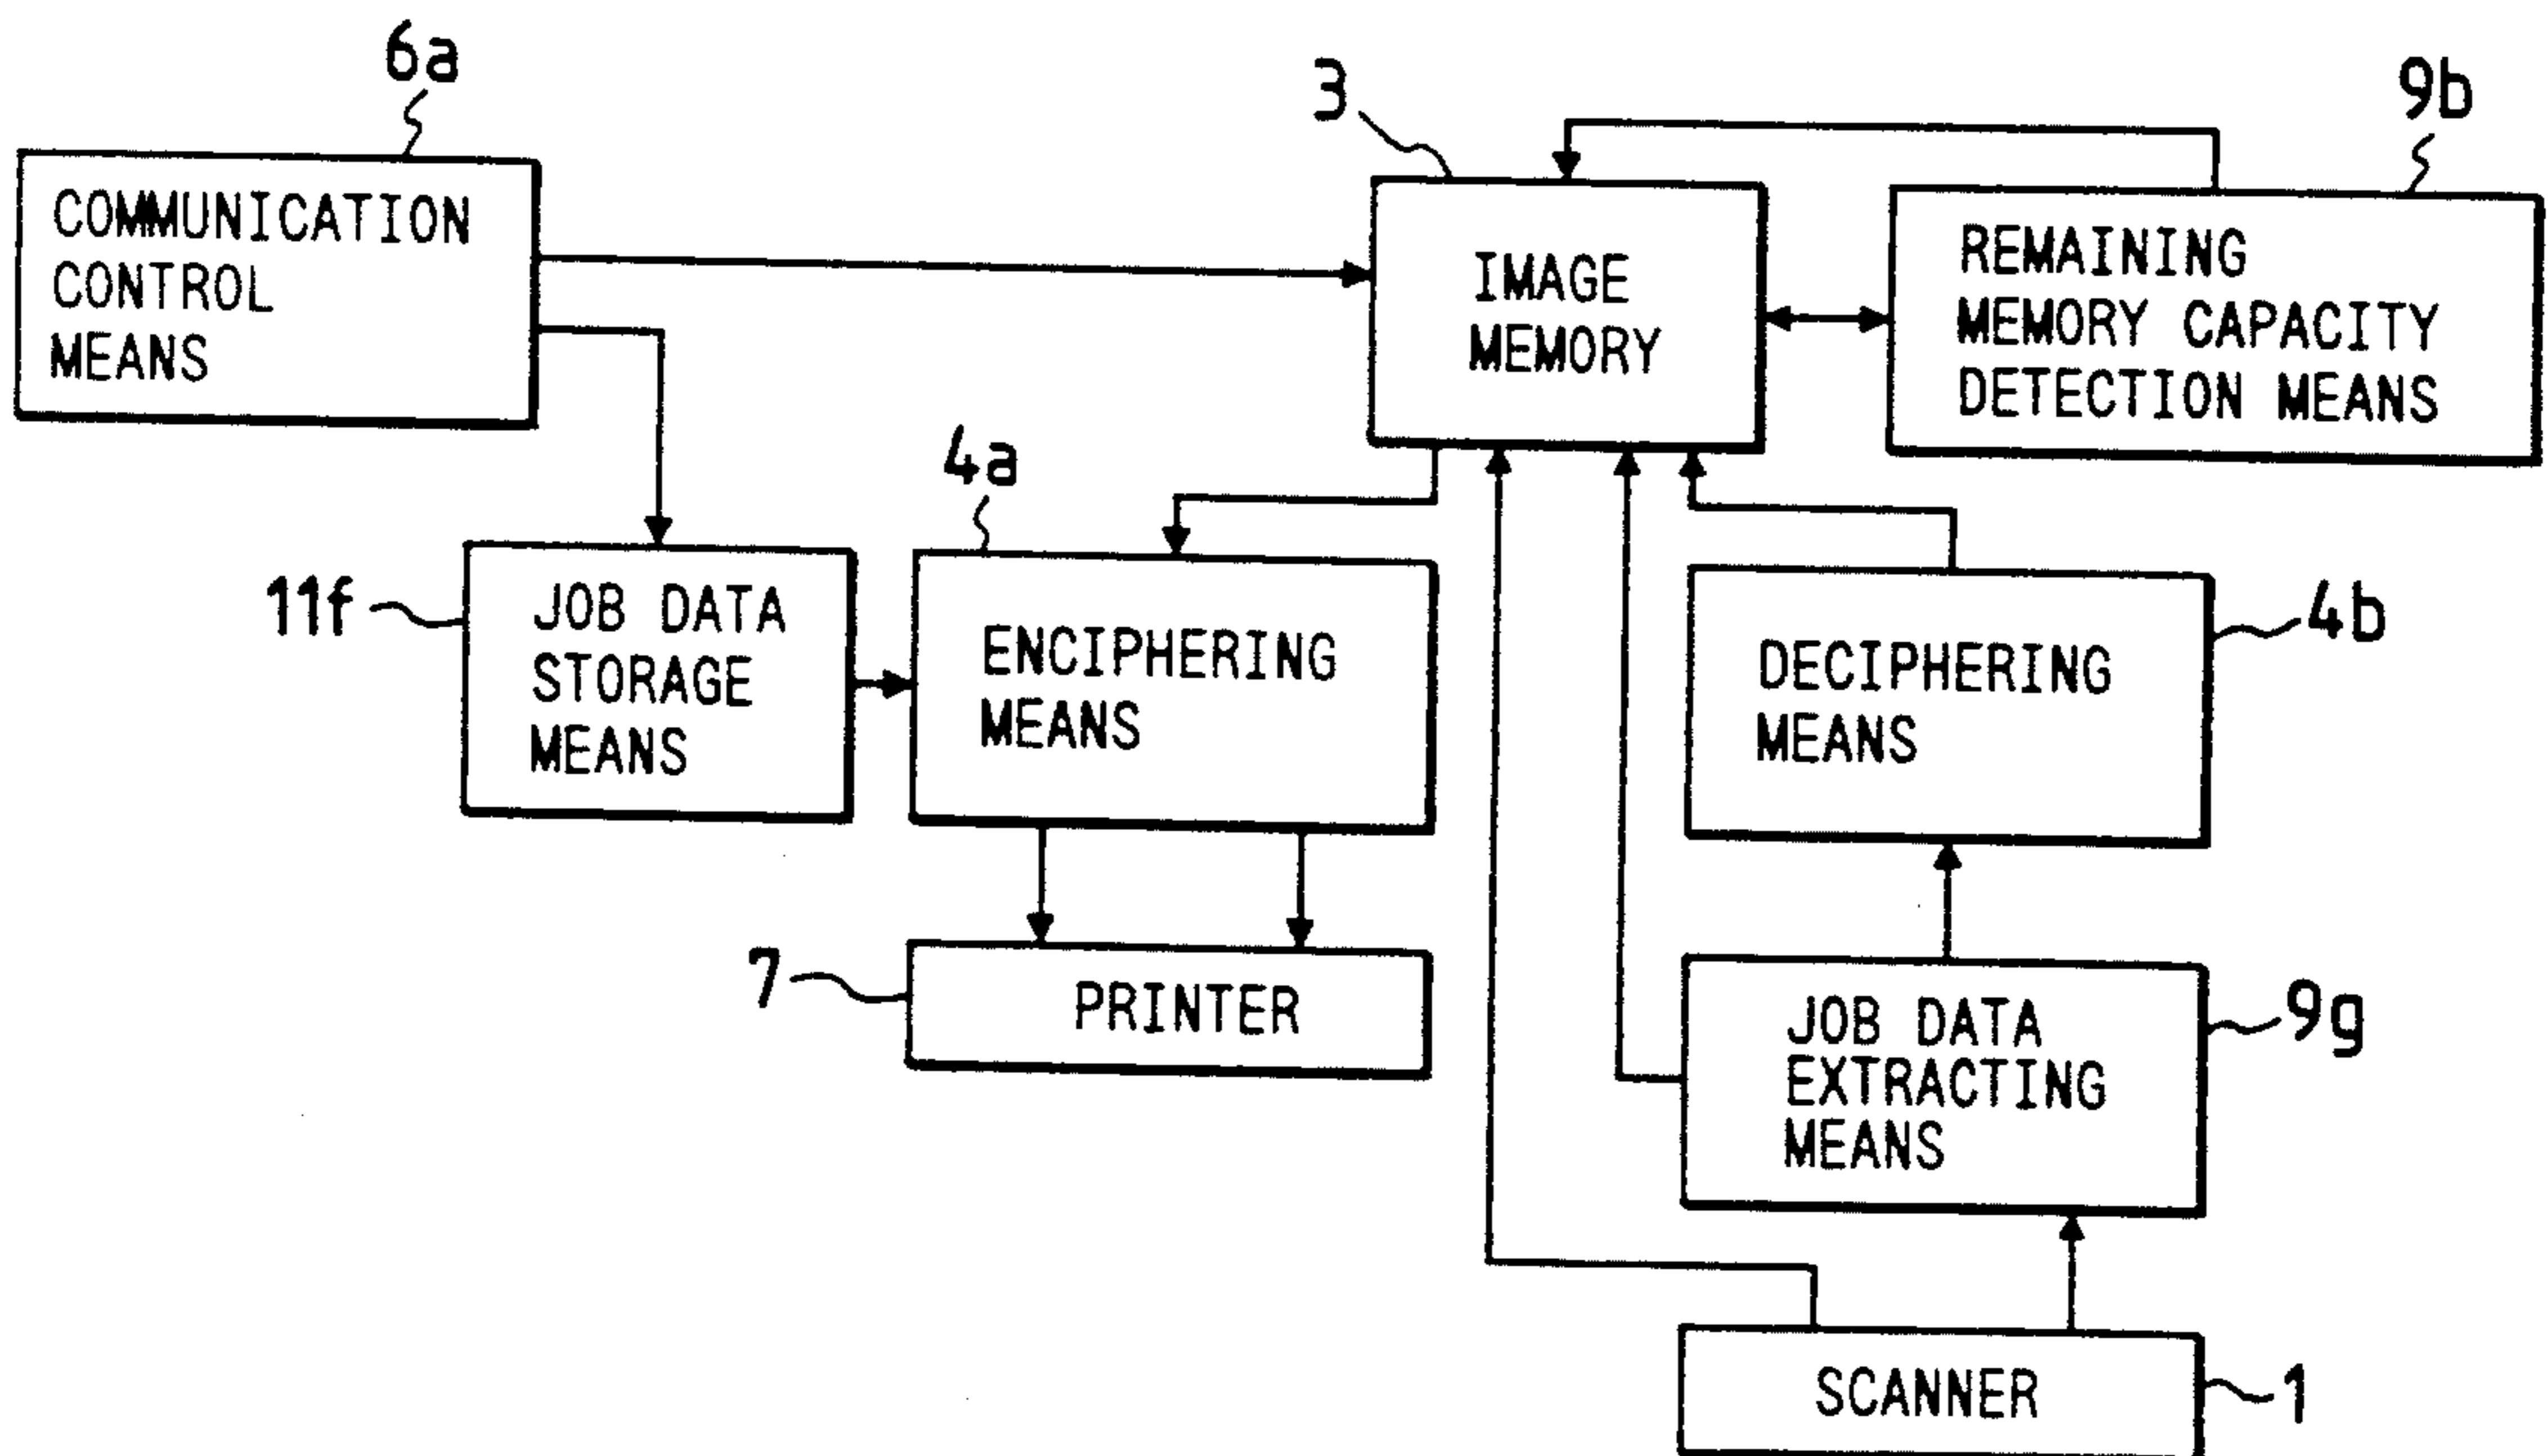 6a
COMMUNICATION
CONTROL
MEANS
3
IMAGE
MEMORY
9b
REMAINING
MEMORY CAPACITY
DETECTION MEANS
11f
JOB DATA
STORAGE
MEANS
4a
ENCIPHERING
MEANS
4b
DECIPHERING
MEANS
7
PRINTER
9g
JOB DATA
EXTRACTING
MEANS
SCANNER
1